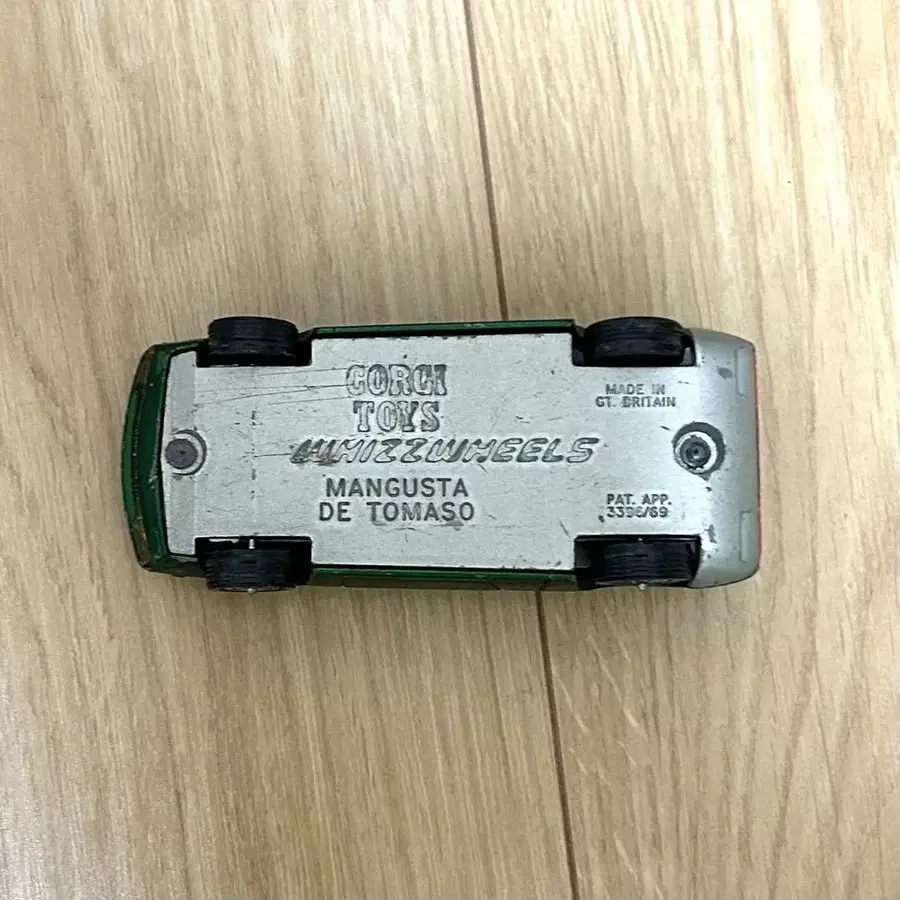 CORGI
TOYS
WHIZZWHEELS
MANGUSTA
DE TOMASO
MADE IN
GT. BRITAIN
PAT. APP.
3396/69